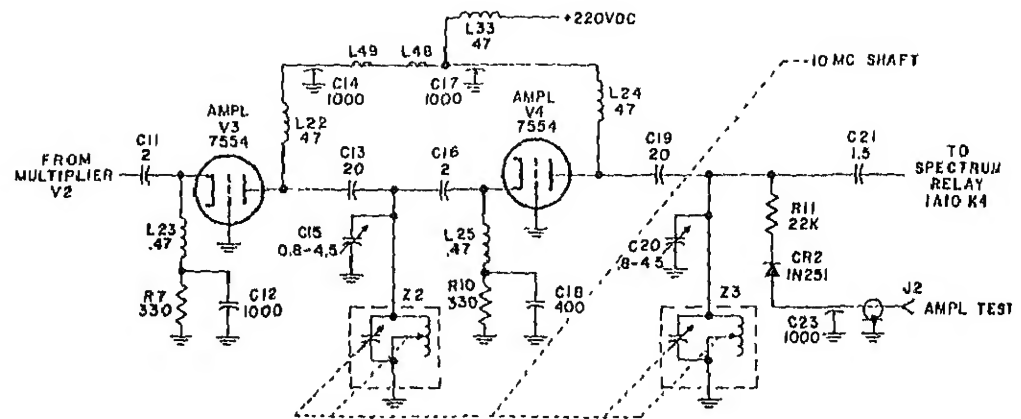 +220VDC
L33
.47
L49
L48
10 MC SHAFT
C14
1000
C17
1000
AMPL
V3
7554
L22
.47
AMPL
V4
7554
L24
.47
C11
2
C13
20
C16
2
C19
20
C21
1.5
FROM
MULTIPLIER
V2
TO
SPECTRUM
RELAY
1A10 K4
L23
.47
C15
0.8-4.5
L25
.47
C20
.8-4.5
R11
22K
CR2
1N251
R7
330
C12
1000
Z2
R10
330
C18
400
Z3
J2
AMPL TEST
C23
1000